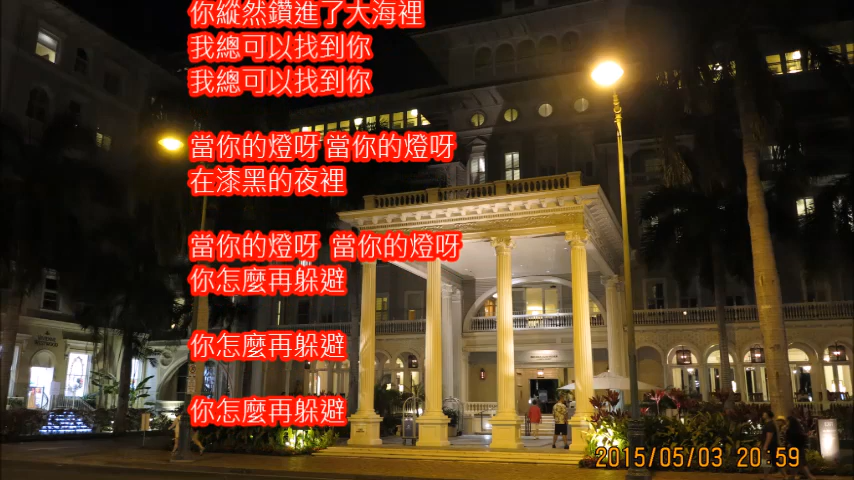 你縱然鑽進了大海裡
我總可以找到你
我總可以找到你
當你的燈呀 當你的燈呀
在漆黑的夜裡
當你的燈呀 當你的燈呀
你怎麼再躲避
你怎麼再躲避
你怎麼再躲避
2015/05/03 20:59